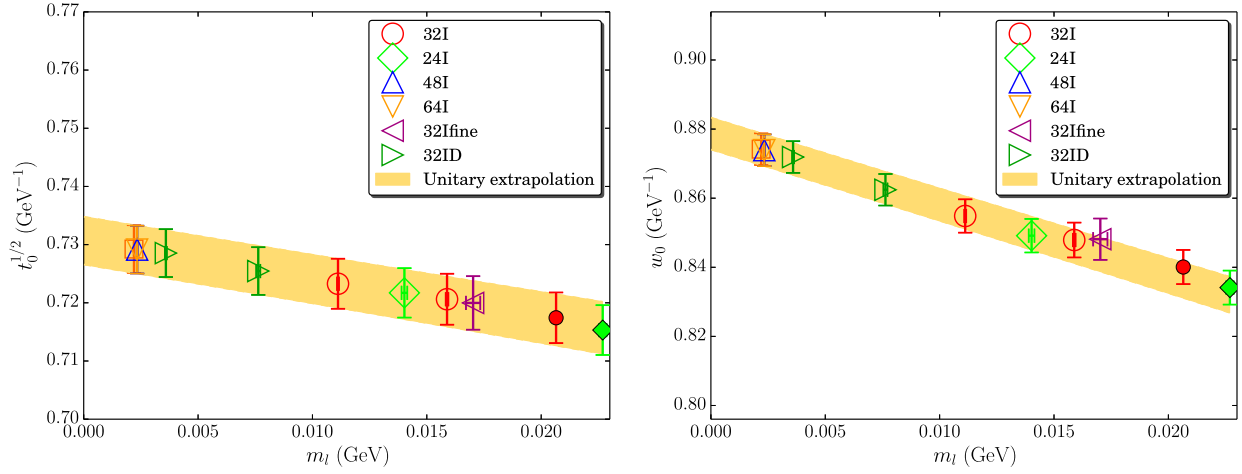 0.77
0.76
0.75
0.74
0.73
0.72
0.71
0.70
t_0^{1/2} (GeV^{-1})
0.000
0.005
0.010
0.015
0.020
m_l (GeV)
32I
24I
48I
64I
32Ifine
32ID
Unitary extrapolation
0.90
0.88
0.86
0.84
0.82
0.80
w_0 (GeV^{-1})
0.000
0.005
0.010
0.015
0.020
m_l (GeV)
32I
24I
48I
64I
32Ifine
32ID
Unitary extrapolation